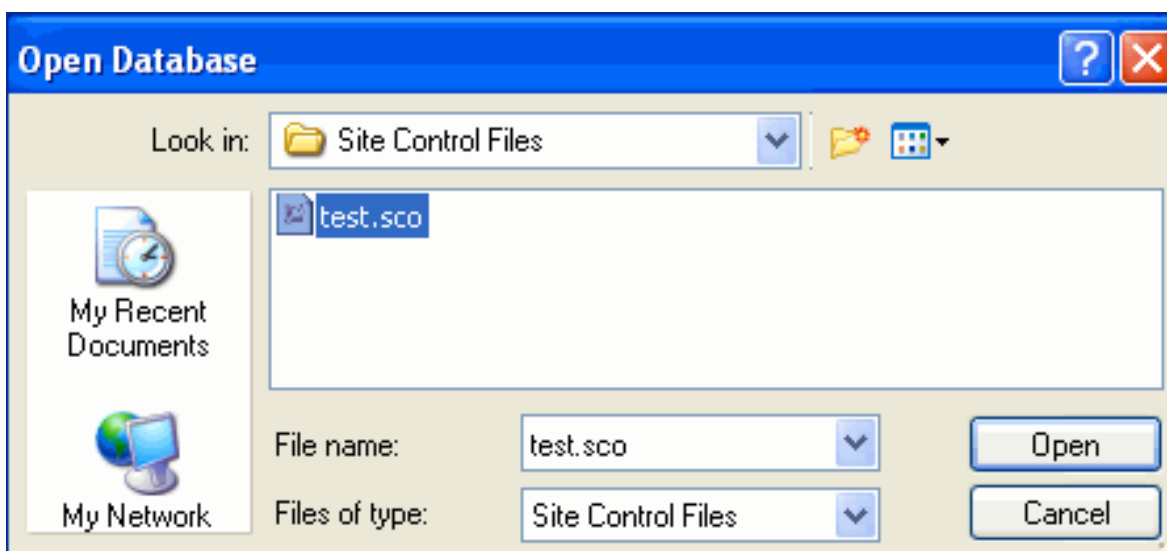 Open Database
Look in: Site Control Files
test.sco
My Recent
Documents
My Network
File name: test.sco Open
Files of type: Site Control Files Cancel